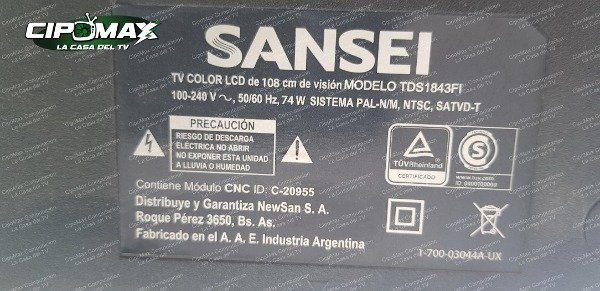 CIPOMAX
LA CASA DEL TV
SANSEI
TV COLOR LCD de 108 cm de visión MODELO TDS1843FI
100-240 V ~, 50/60 Hz, 74 W SISTEMA PAL-N/M, NTSC, SATVD-T
PRECAUCIÓN
RIESGO DE DESCARGA
ELÉCTRICA NO ABRIR
NO EXPONER ESTA UNIDAD
A LLUVIA O HUMEDAD
TÜVRheinland
CERTIFICADO
S
Contiene Módulo CNC ID: C-20955
Distribuye y Garantiza NewSan S. A.
Roque Pérez 3650, Bs. As.
Fabricado en el A. A. E. Industria Argentina
1-700-03044A-UX